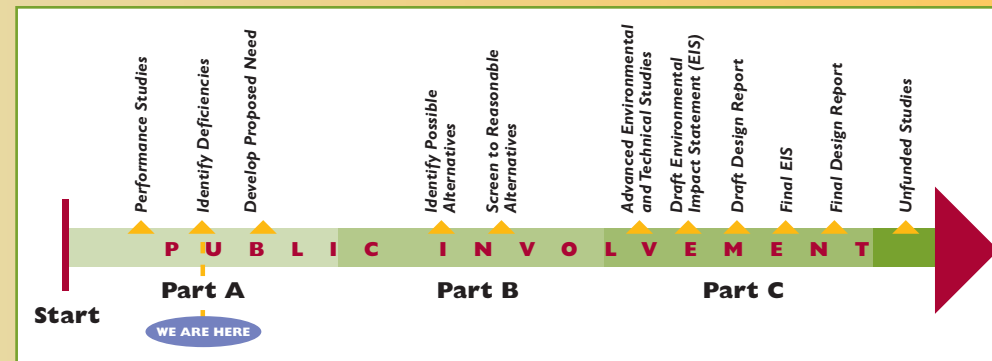 Performance Studies
Identify Deficiencies
Develop Proposed Need
Identify Possible
Alternatives
Screen to Reasonable
Alternatives
Advanced Environmental
and Technical Studies
Draft Environmental
Impact Statement (EIS)
Draft Design Report
Final EIS
Final Design Report
Unfunded Studies
PUBLIC INVOLVEMENT
Part A
Part B
Part C
Start
WE ARE HERE